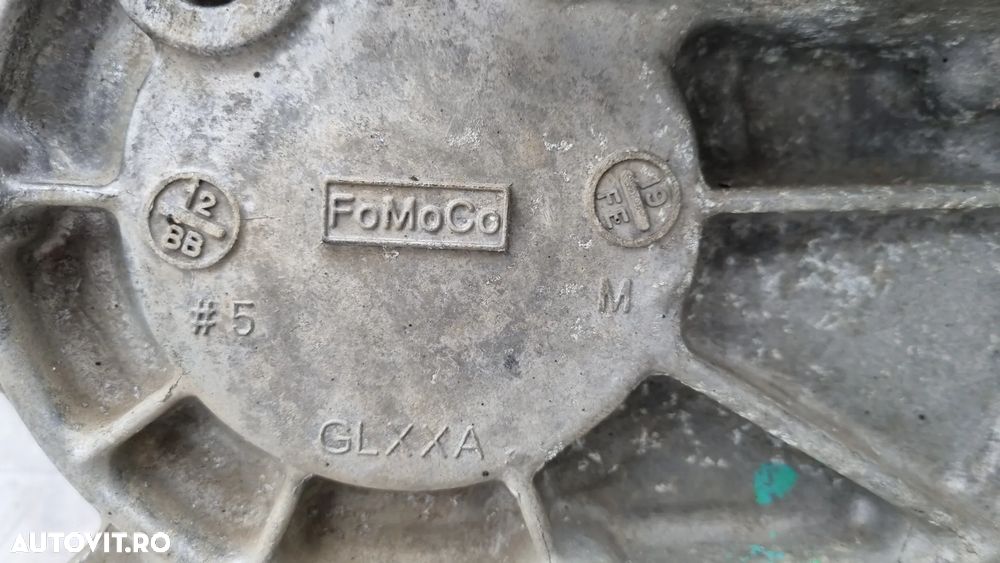 12
BB
FoMoCo
19
FE
#5
M
GLXXA
AUTOVIT.RO